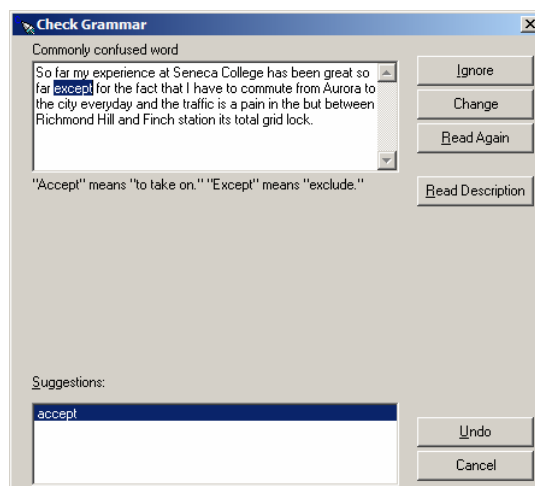 Check Grammar
Commonly confused word
So far my experience at Seneca College has been great so
far except for the fact that I have to commute from Aurora to
the city everyday and the traffic is a pain in the but between
Richmond Hill and Finch station its total grid lock.
Ignore
Change
Read Again
"Accept" means "to take on." "Except" means "exclude."
Read Description
Suggestions:
accept
Undo
Cancel